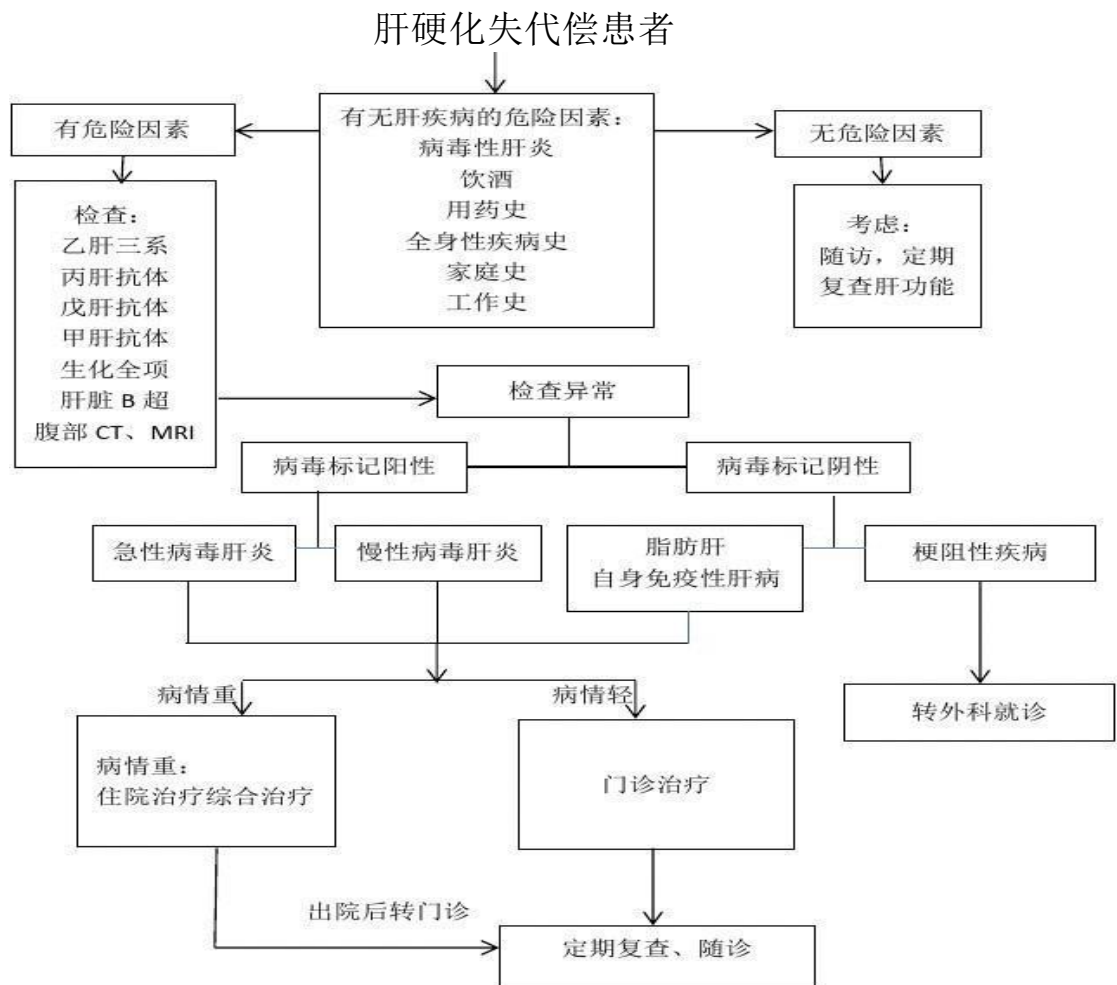 肝硬化失代偿患者
有危险因素
有无肝疾病的危险因素：
病毒性肝炎
饮酒
用药史
全身性疾病史
家庭史
工作史
无危险因素
检查：
乙肝三系
丙肝抗体
戊肝抗体
甲肝抗体
生化全项
肝脏 B 超
腹部 CT、MRI
考虑：
随访，定期
复查肝功能
检查异常
病毒标记阳性
病毒标记阴性
急性病毒肝炎
慢性病毒肝炎
脂肪肝
自身免疫性肝病
梗阻性疾病
病情重
病情轻
转外科就诊
病情重：
住院治疗综合治疗
门诊治疗
出院后转门诊
定期复查、随诊